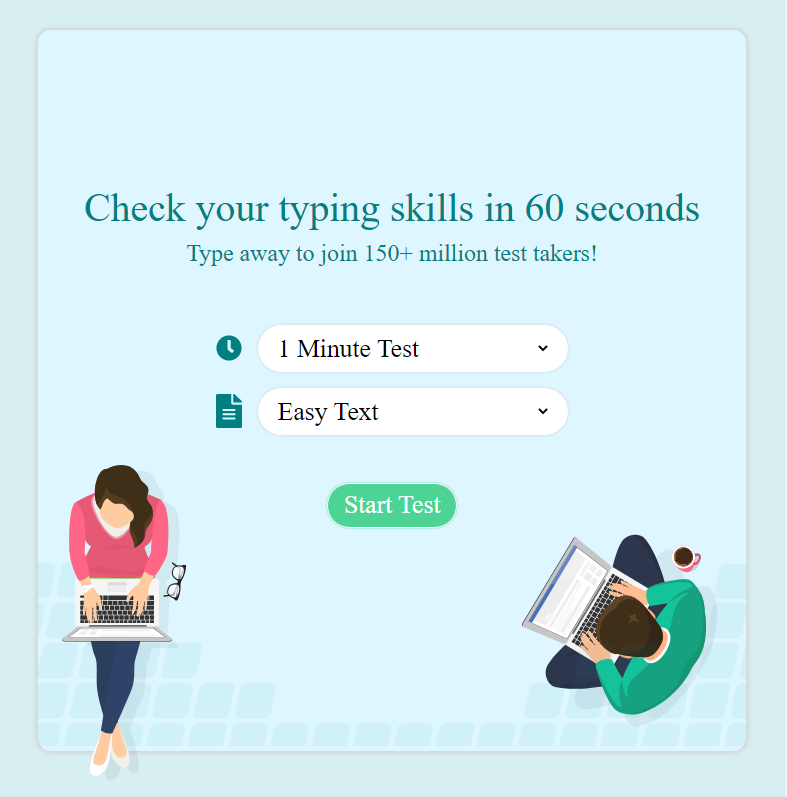 Check your typing skills in 60 seconds
Type away to join 150+ million test takers!
1 Minute Test
Easy Text
Start Test